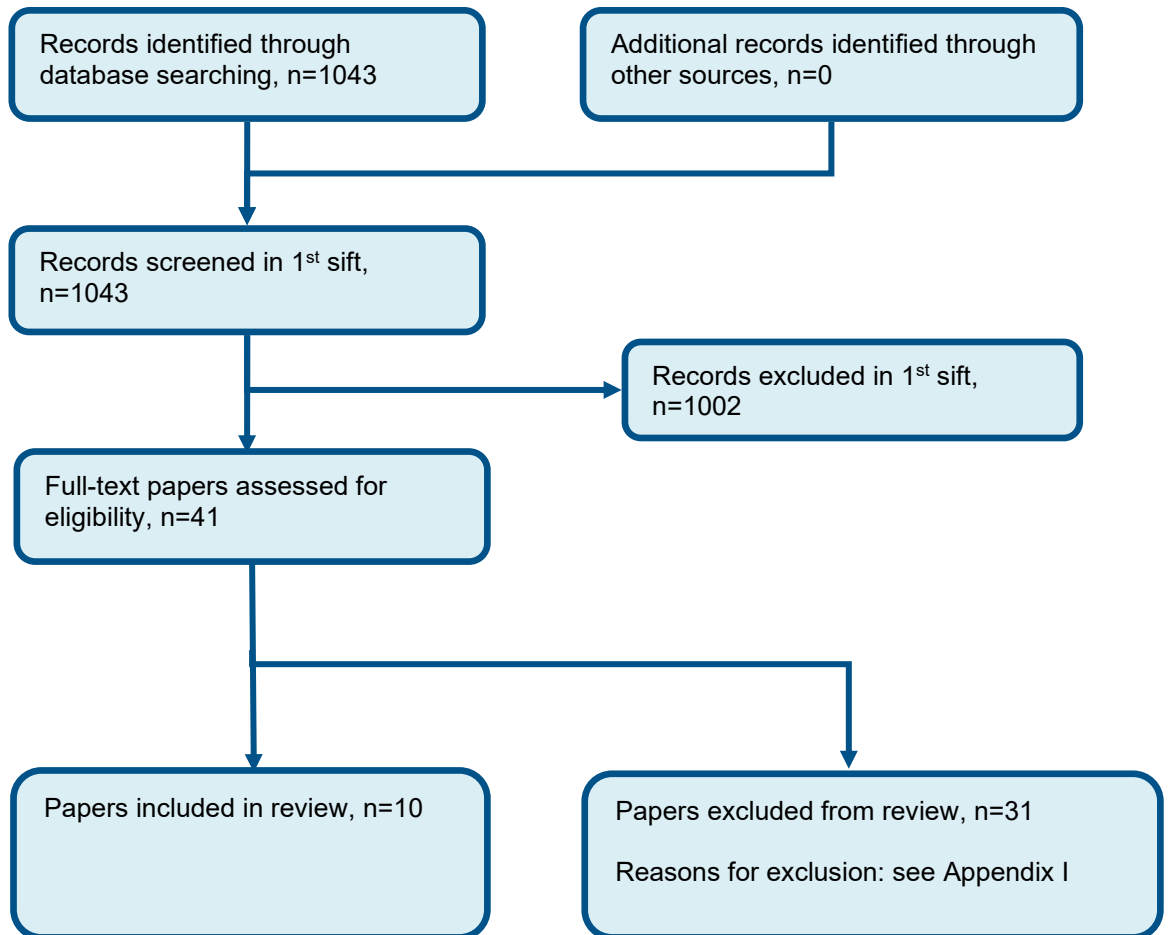 Records identified through
database searching, n=1043
Additional records identified through
other sources, n=0
Records screened in 1st sift,
n=1043
Records excluded in 1st sift,
n=1002
Full-text papers assessed for
eligibility, n=41
Papers included in review, n=10
Papers excluded from review, n=31
Reasons for exclusion: see Appendix I